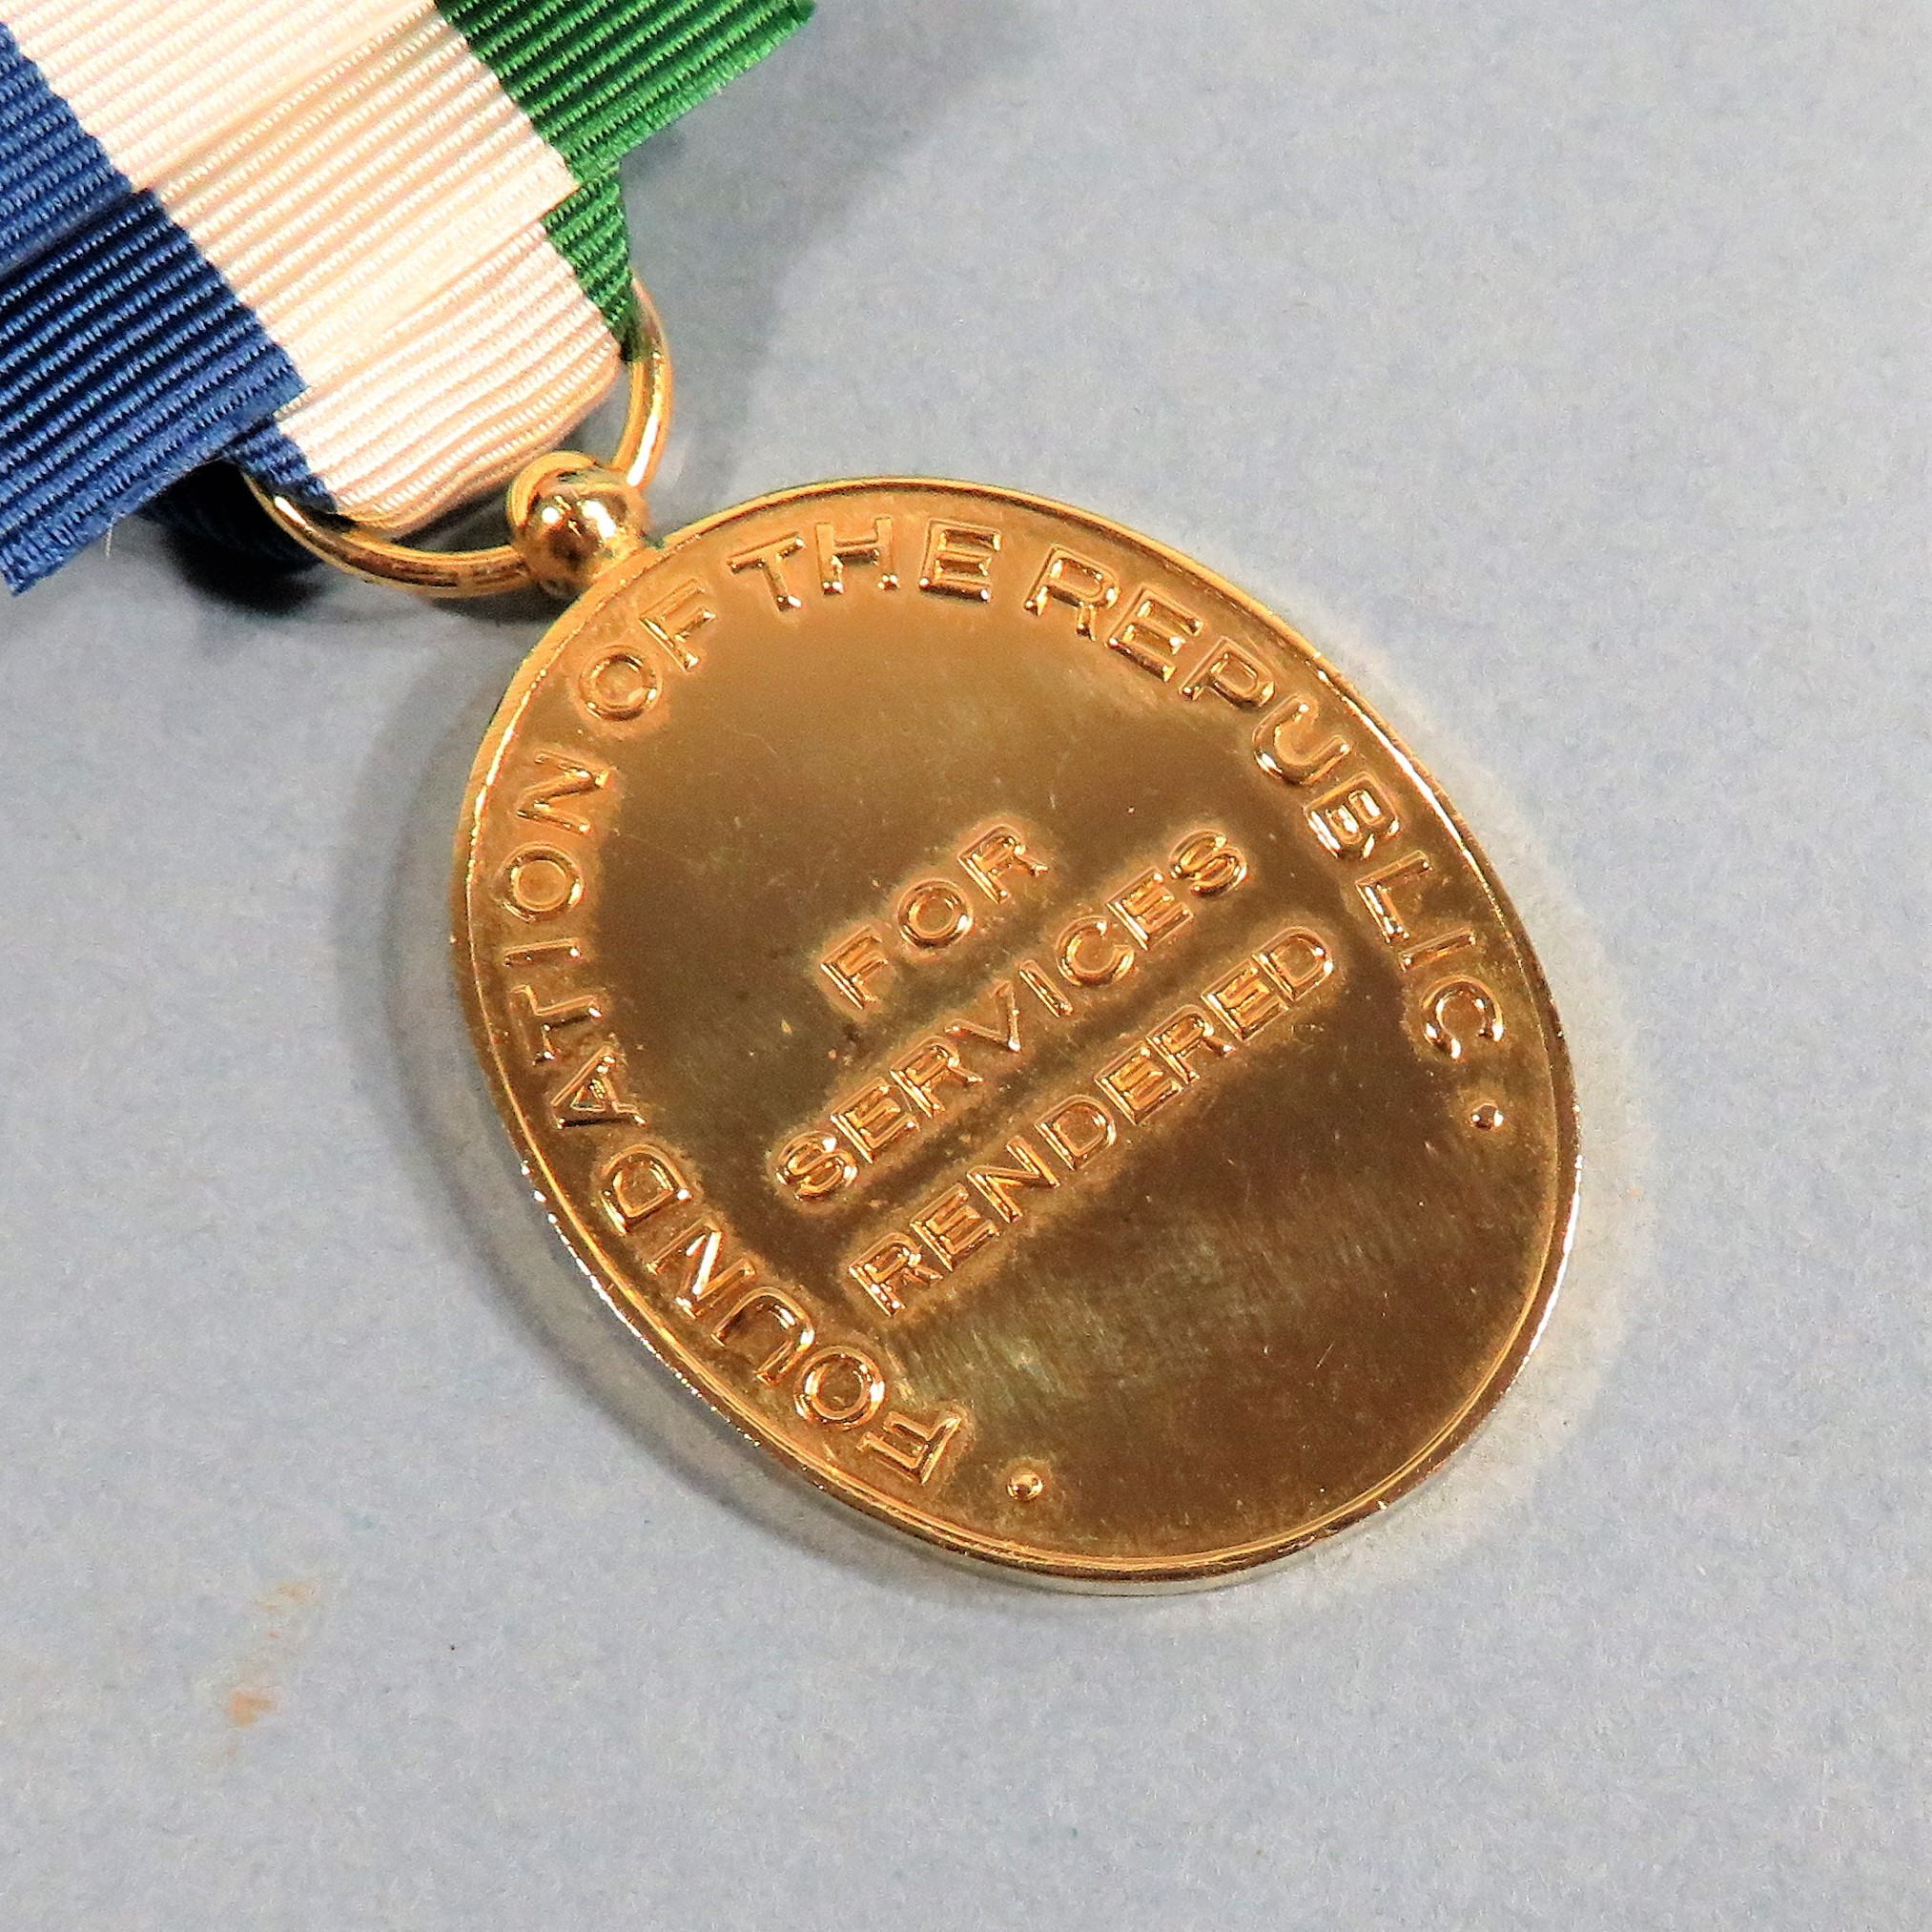 · FOUNDATION OF THE REPUBLIC ·
FOR
SERVICES
RENDERED